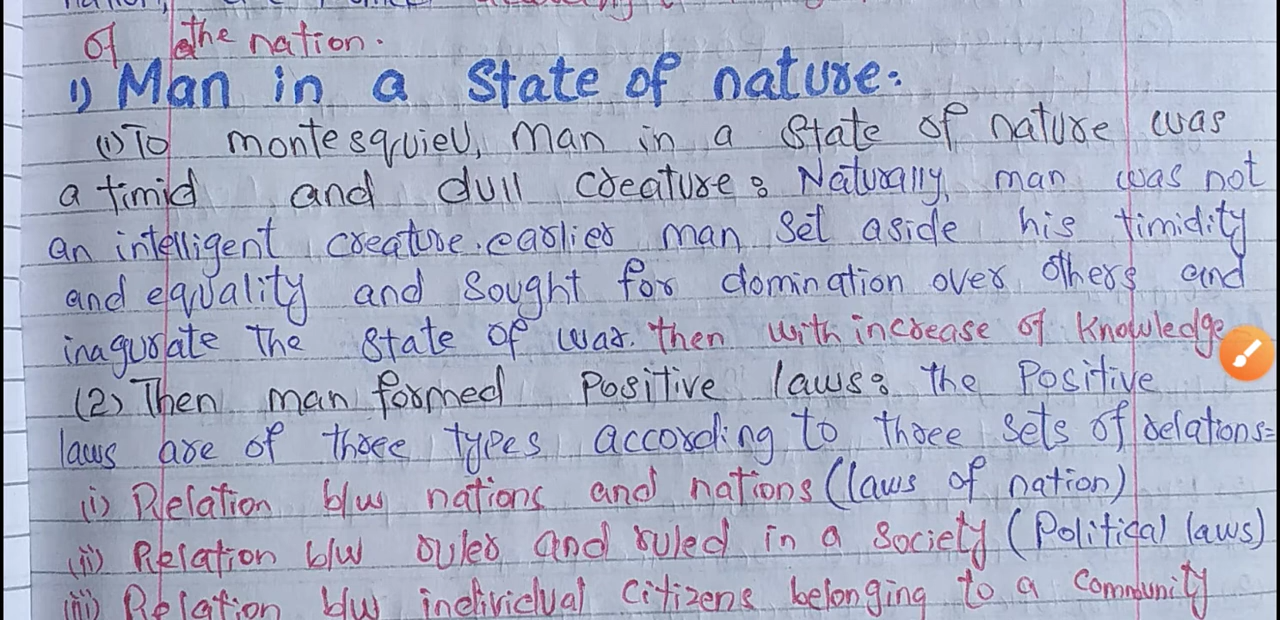 of the nation.
1) Man in a State of nature:
(1) To montesquieu, man in a State of nature was
a timid and dull creature: Naturally, man was not
an intelligent creature. earlier man set aside his timidity
and equality and sought for domination over others and
inagurate the state of war. then with increase of knowledge
(2) Then man formed Positive laws: the Positive
laws are of three types according to three sets of relations=
(i) Relation b/w nations and nations (laws of nation)
(ii) Relation b/w ruler and ruled in a society (Political laws)
(iii) Relation b/w individual citizens belonging to a community